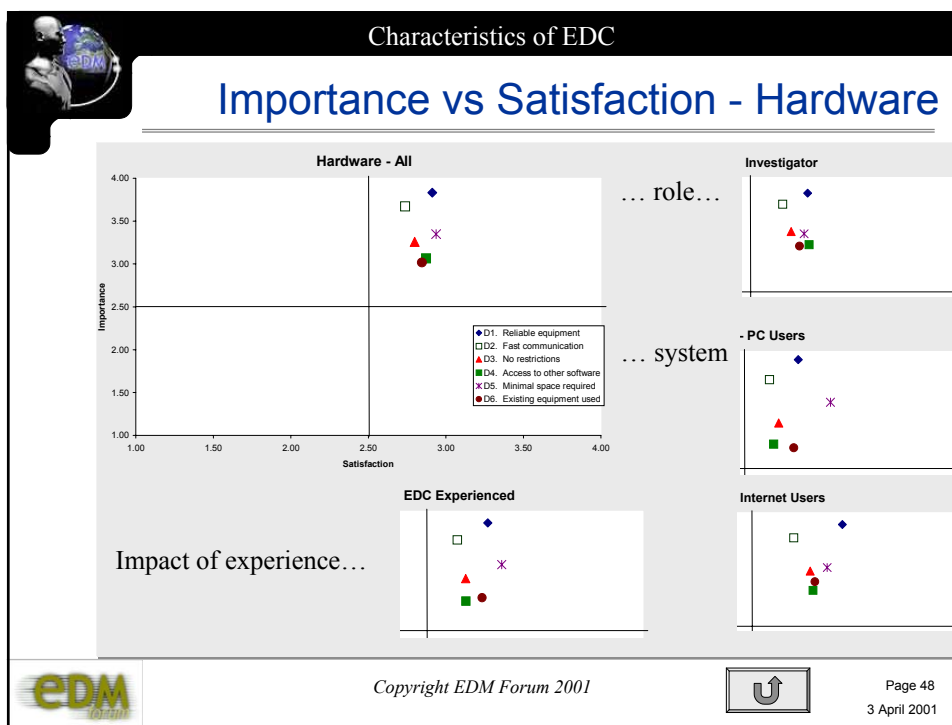 Characteristics of EDC
eDM
Importance vs Satisfaction - Hardware
Hardware - All
4.00
3.50
3.00
2.50
2.00
1.50
1.00
Importance
1.00 1.50 2.00 2.50 3.00 3.50 4.00
Satisfaction
D1. Reliable equipment
D2. Fast communication
D3. No restrictions
D4. Access to other software
D5. Minimal space required
D6. Existing equipment used
… role…
Investigator
… system
- PC Users
Impact of experience…
EDC Experienced
Internet Users
eDM
forum
Copyright EDM Forum 2001
Page 48
3 April 2001